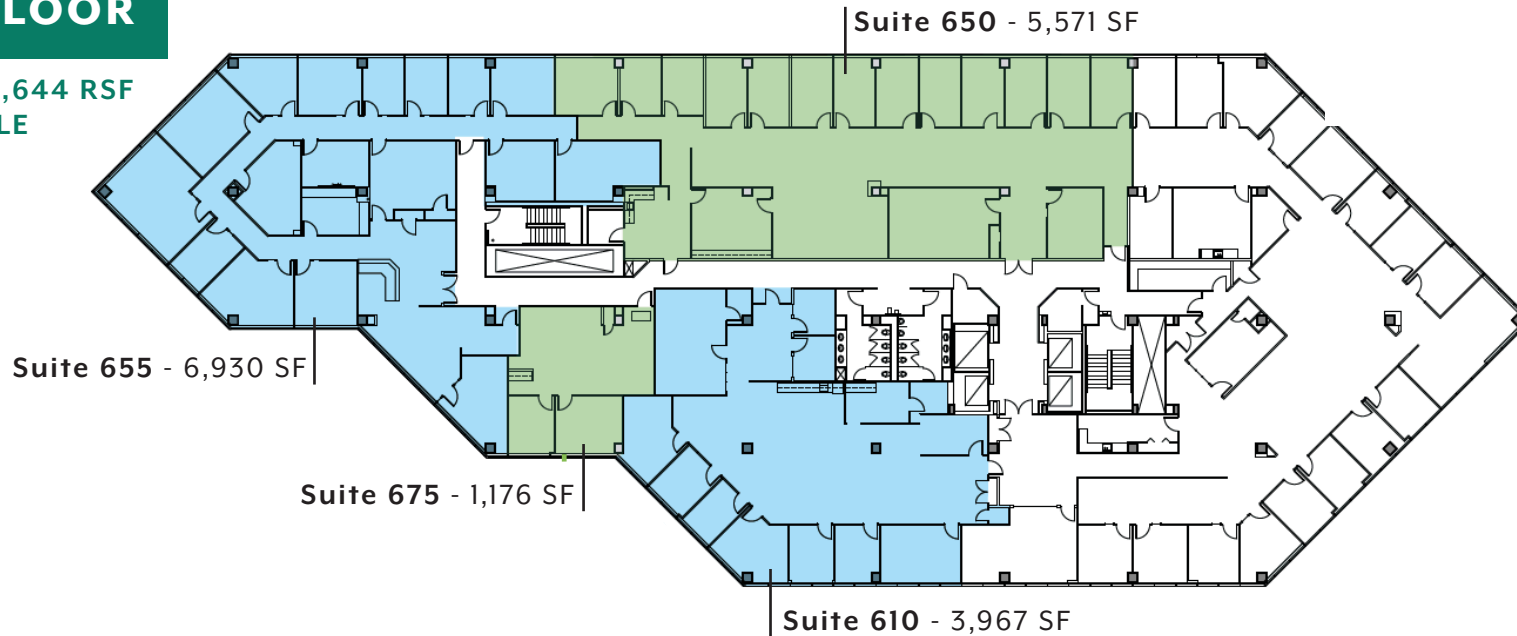 LOOR
,644 RSF
LE
Suite 650 - 5,571 SF
Suite 655 - 6,930 SF
Suite 675 - 1,176 SF
Suite 610 - 3,967 SF